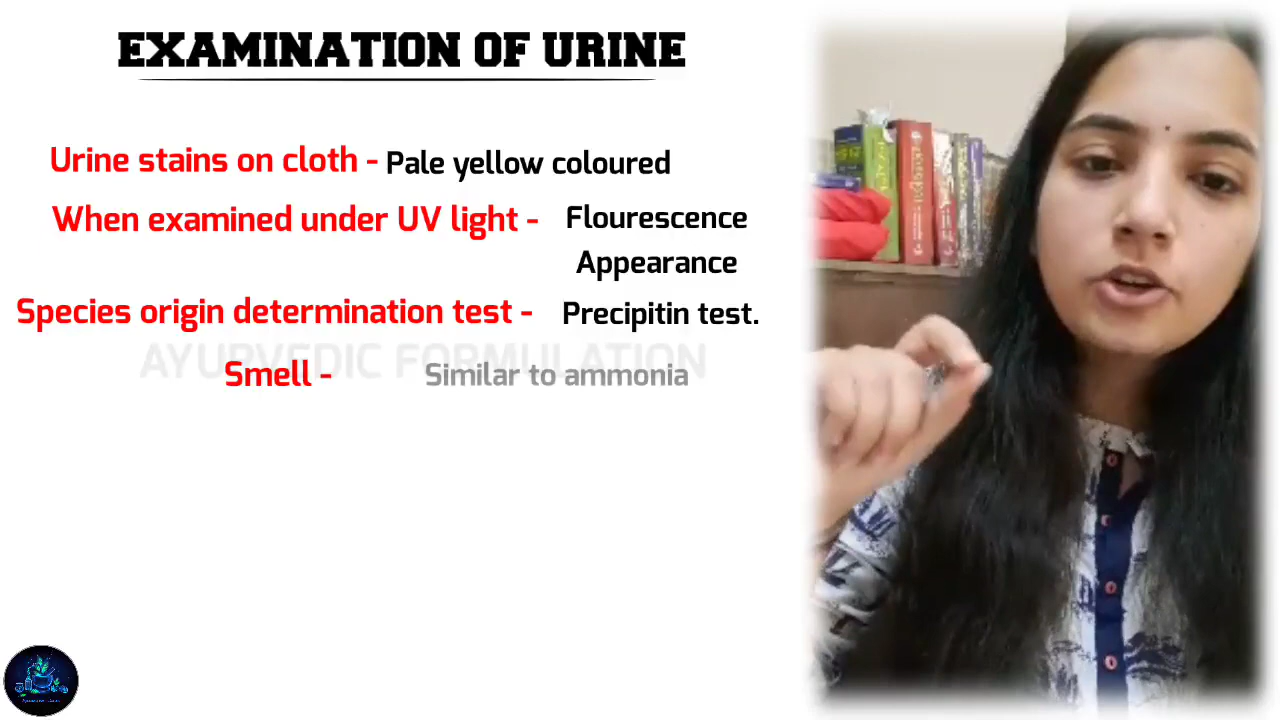 EXAMINATION OF URINE
Urine stains on cloth - Pale yellow coloured
When examined under UV light - Flourescence
Appearance
Species origin determination test - Precipitin test.
AYURVEDIC FORMULATION
Smell - Similar to ammonia